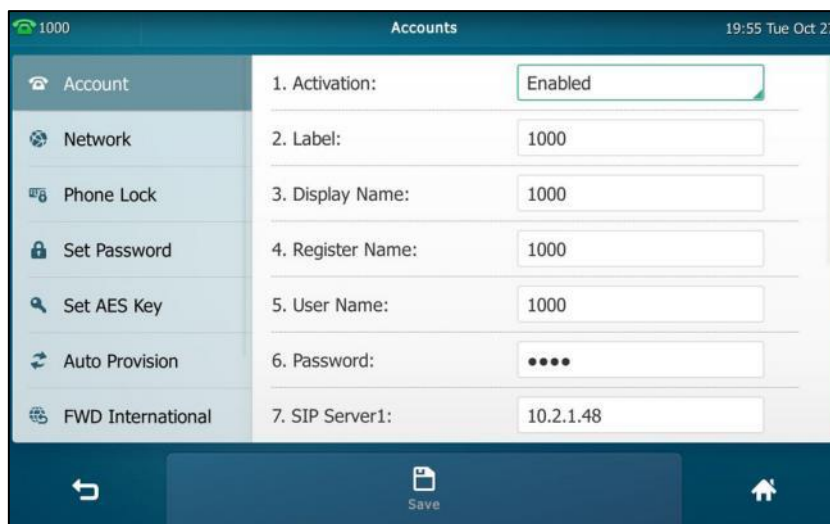 1000
Accounts
19:55 Tue Oct 27
Account
Network
Phone Lock
Set Password
Set AES Key
Auto Provision
FWD International
1. Activation: Enabled
2. Label: 1000
3. Display Name: 1000
4. Register Name: 1000
5. User Name: 1000
6. Password: ••••
7. SIP Server1: 10.2.1.48
Save